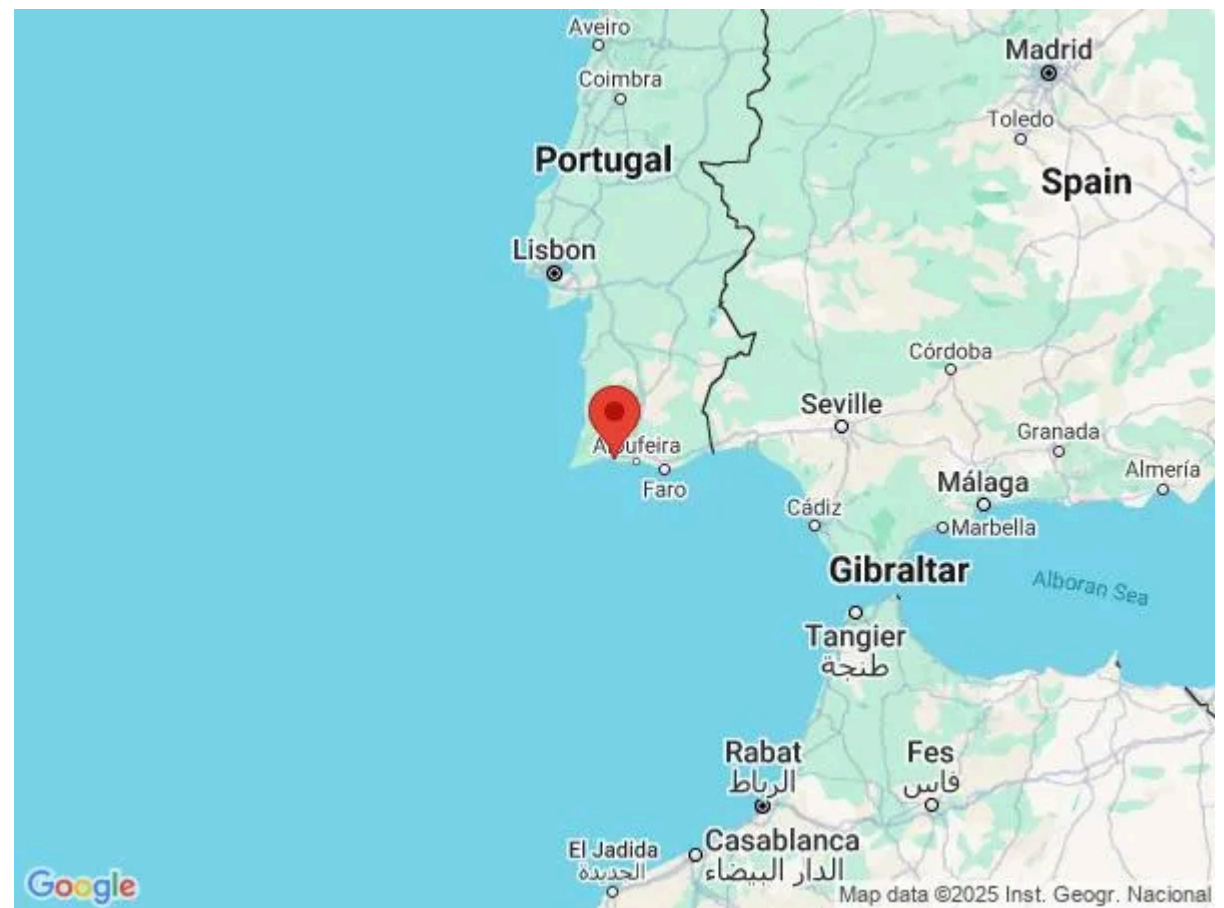 Aveiro
Madrid
Coimbra
Toledo
Portugal
Spain
Lisbon
Córdoba
Seville
Granada
Albufeira
Almería
Málaga
Faro
Cádiz
Marbella
Gibraltar
Alboran Sea
Tangier
طنجة
Rabat
الرباط
Fes
فاس
El Jadida
الجديدة
Casablanca
الدار البيضاء
Google
Map data ©2025 Inst. Geogr. Nacional